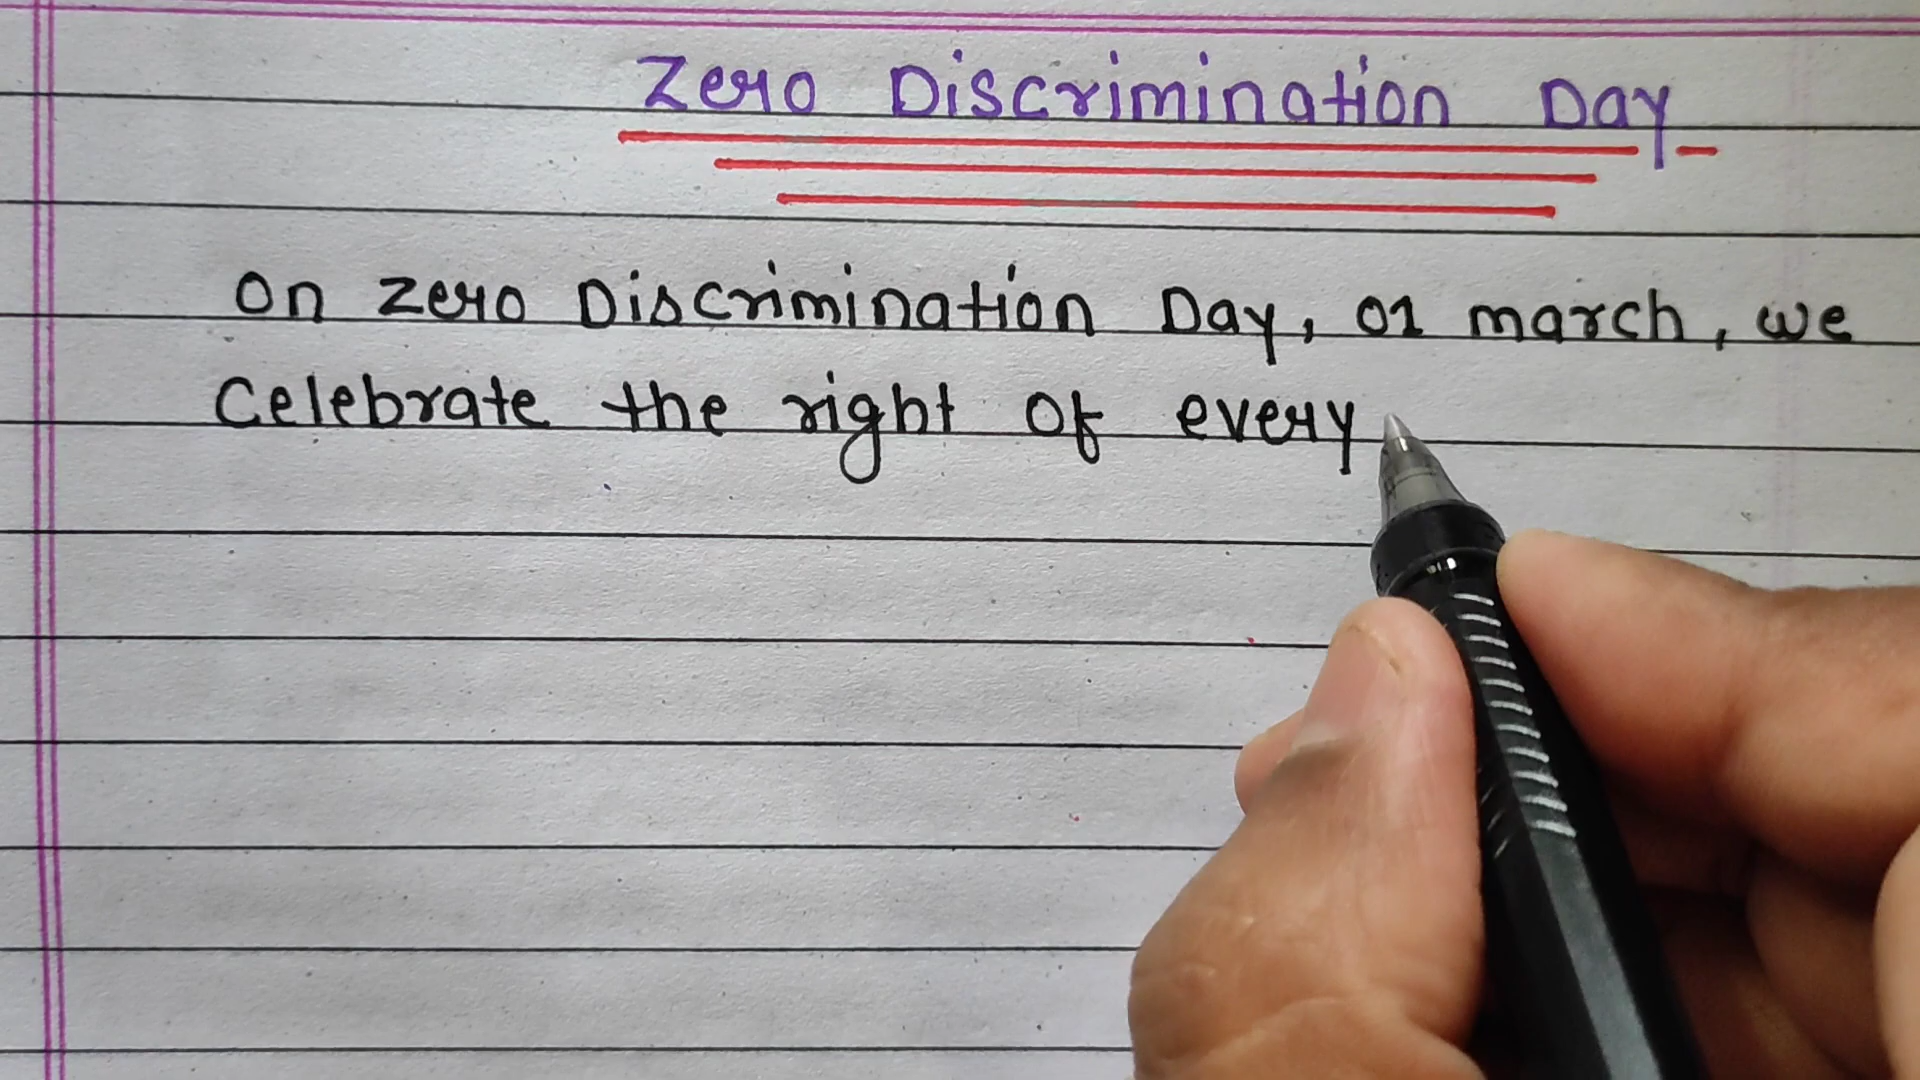 Zero Discrimination Day -
On Zero Discrimination Day, 01 march, we
Celebrate the right Of every